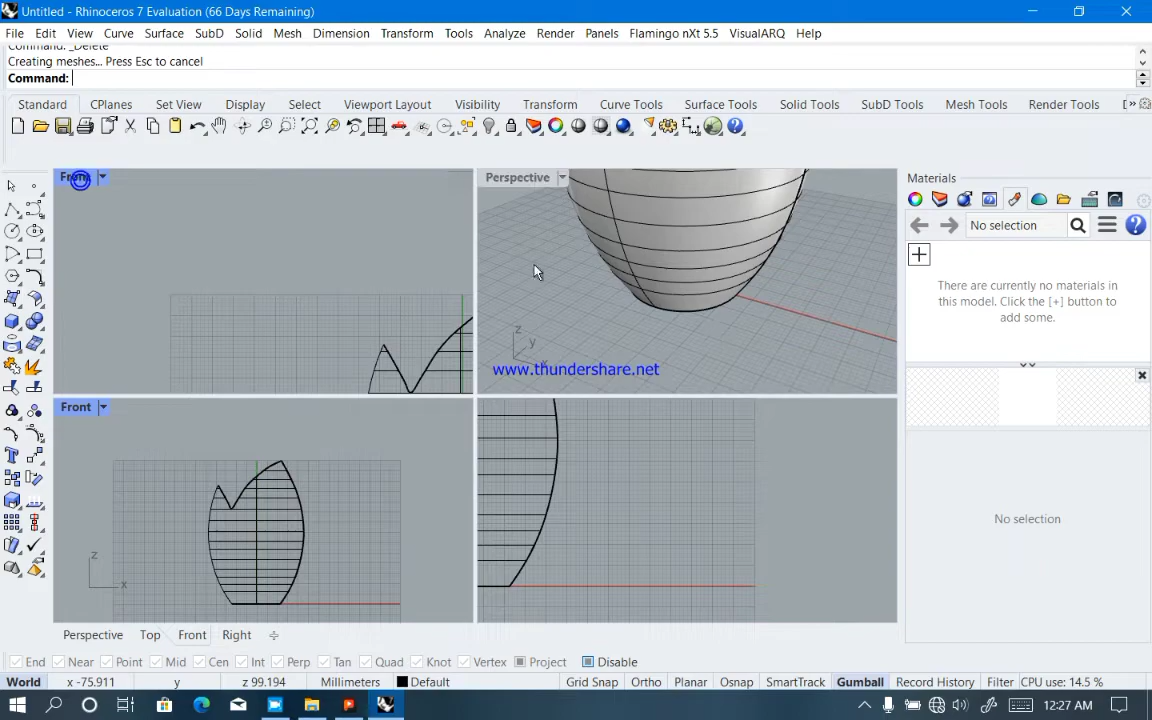 Untitled - Rhinoceros 7 Evaluation (66 Days Remaining)
File Edit View Curve Surface SubD Solid Mesh Dimension Transform Tools Analyze Render Panels Flamingo nXt 5.5 VisualARQ Help
Command: _Delete
Creating meshes... Press Esc to cancel
Command:
Standard CPlanes Set View Display Select Viewport Layout Visibility Transform Curve Tools Surface Tools Solid Tools SubD Tools Mesh Tools Render Tools
Front
Perspective
Materials
No selection
There are currently no materials in
this model. Click the [+] button to
add some.
z
y
x
www.thundershare.net
Front
z
x
No selection
Perspective Top Front Right
End Near Point Mid Cen Int Perp Tan Quad Knot Vertex Project Disable
World x -75.911 y z 99.194 Millimeters Default Grid Snap Ortho Planar Osnap SmartTrack Gumball Record History Filter CPU use: 14.5 %
12:27 AM